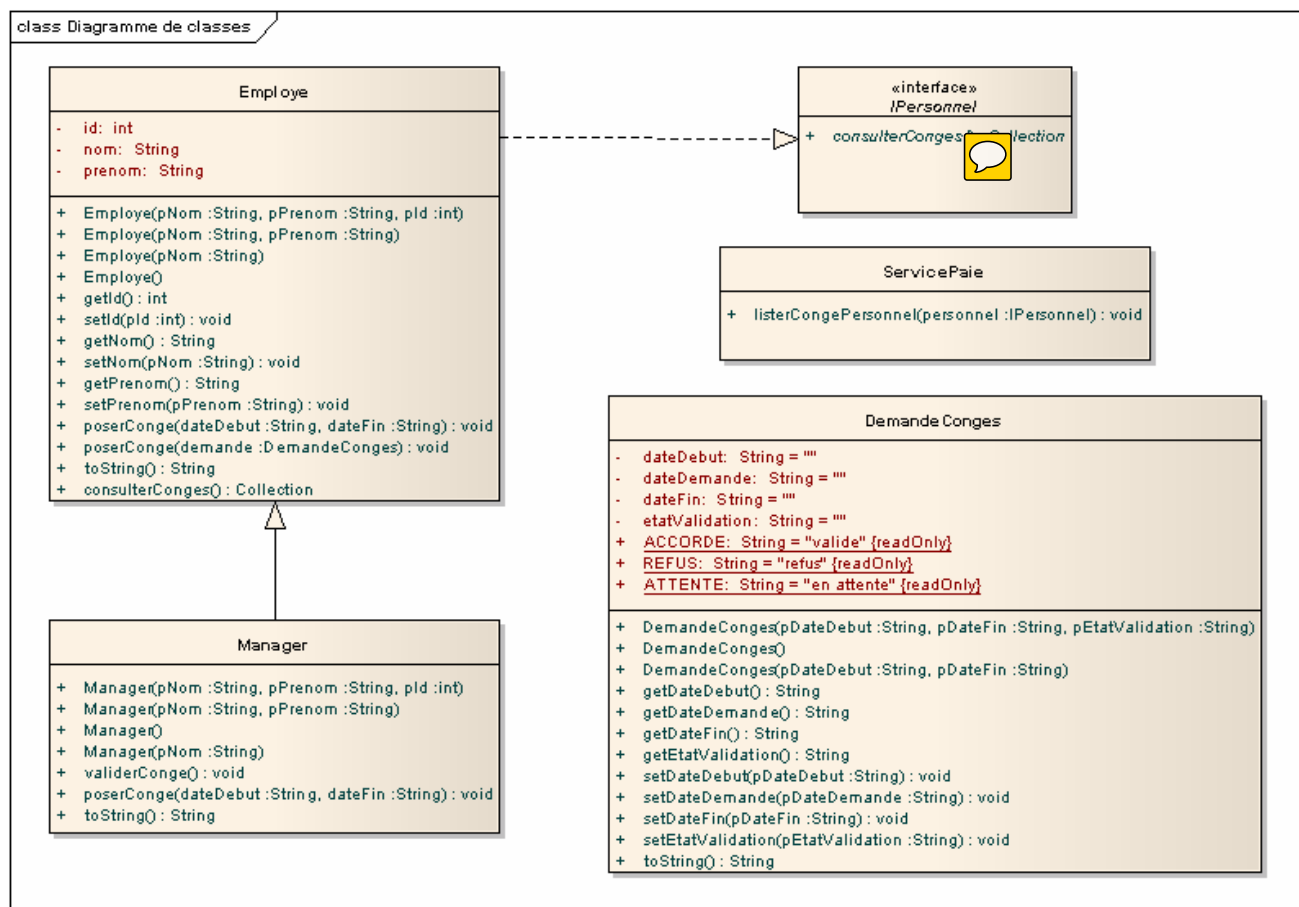 class Diagramme de classes
Employe
- id: int
- nom: String
- prenom: String
+ Employe(pNom :String, pPrenom :String, pId :int)
+ Employe(pNom :String, pPrenom :String)
+ Employe(pNom :String)
+ Employe()
+ getId() : int
+ setId(pId :int) : void
+ getNom() : String
+ setNom(pNom :String) : void
+ getPrenom() : String
+ setPrenom(pPrenom :String) : void
+ poserConge(dateDebut :String, dateFin :String) : void
+ poserConge(demande :DemandeConges) : void
+ toString() : String
+ consulterConges() : Collection
«interface»
IPersonnel
+ consulterConges
ServicePaie
+ listerCongePersonnel(personnel :IPersonnel) : void
Manager
+ Manager(pNom :String, pPrenom :String, pId :int)
+ Manager(pNom :String, pPrenom :String)
+ Manager()
+ Manager(pNom :String)
+ validerConge() : void
+ poserConge(dateDebut :String, dateFin :String) : void
+ toString() : String
DemandeConges
- dateDebut: String = ""
- dateDemande: String = ""
- dateFin: String = ""
- etatValidation: String = ""
+ ACCORDE: String = "valide" {readOnly}
+ REFUS: String = "refus" {readOnly}
+ ATTENTE: String = "en attente" {readOnly}
+ DemandeConges(pDateDebut :String, pDateFin :String, pEtatValidation :String)
+ DemandeConges()
+ DemandeConges(pDateDebut :String, pDateFin :String)
+ getDateDebut() : String
+ getDateDemande() : String
+ getDateFin() : String
+ getEtatValidation() : String
+ setDateDebut(pDateDebut :String) : void
+ setDateDemande(pDateDemande :String) : void
+ setDateFin(pDateFin :String) : void
+ setEtatValidation(pEtatValidation :String) : void
+ toString() : String